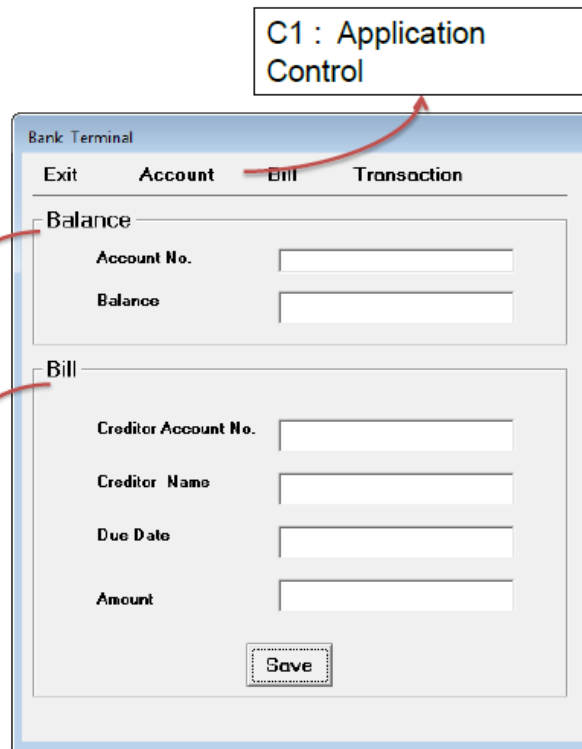 C1 : Application
Control
Bank Terminal
Exit Account Bill Transaction
Balance
Account No.
Balance
Bill
Creditor Account No.
Creditor Name
Due Date
Amount
Save